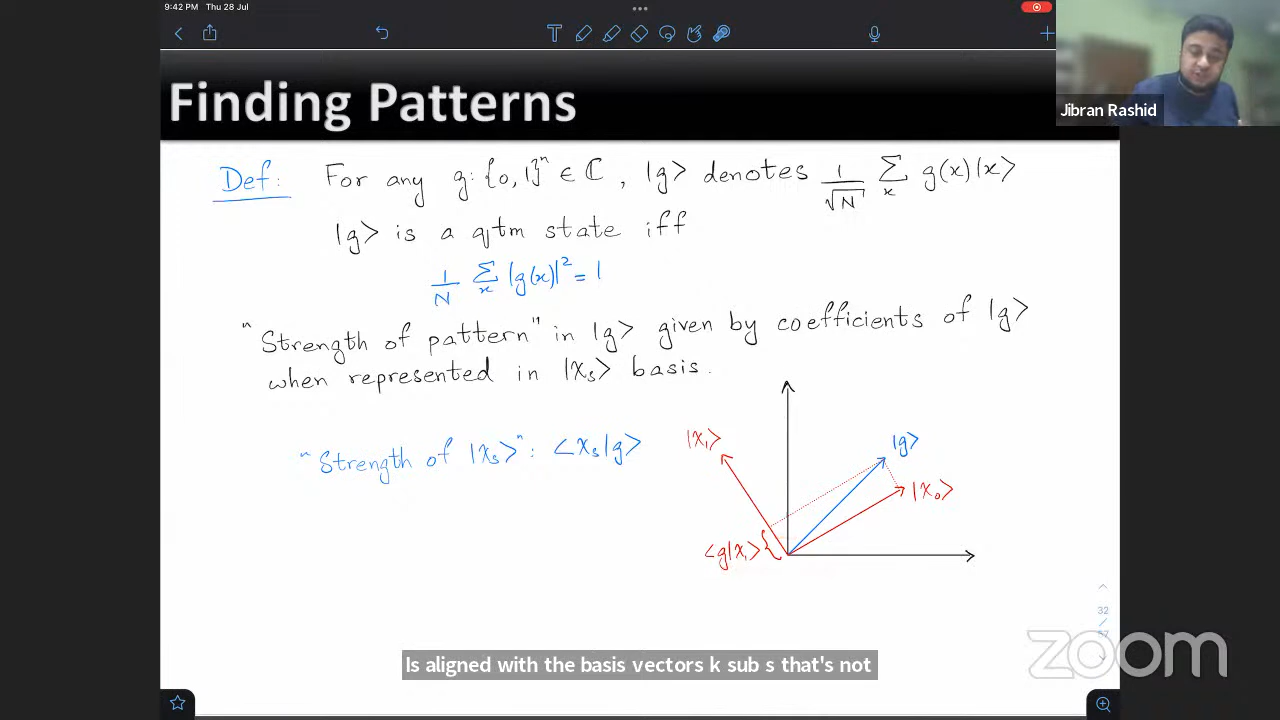 9:42 PM Thu 28 Jul
Finding Patterns
Jibran Rashid
Def: For any g: {0,1}ⁿ ∈ ℂ, |g> denotes 1/√N Σₓ g(x)|x>
|g> is a qtm state iff
1/N Σₓ |g(x)|² = 1
"Strength of pattern" in |g> given by coefficients of |g>
when represented in |χₛ> basis.
"Strength of |χₛ>": <χₛ|g>
|χ₁>
|g>
|χ₀>
<g|χ₁>
32
/
zoom
Is aligned with the basis vectors k sub s that's not